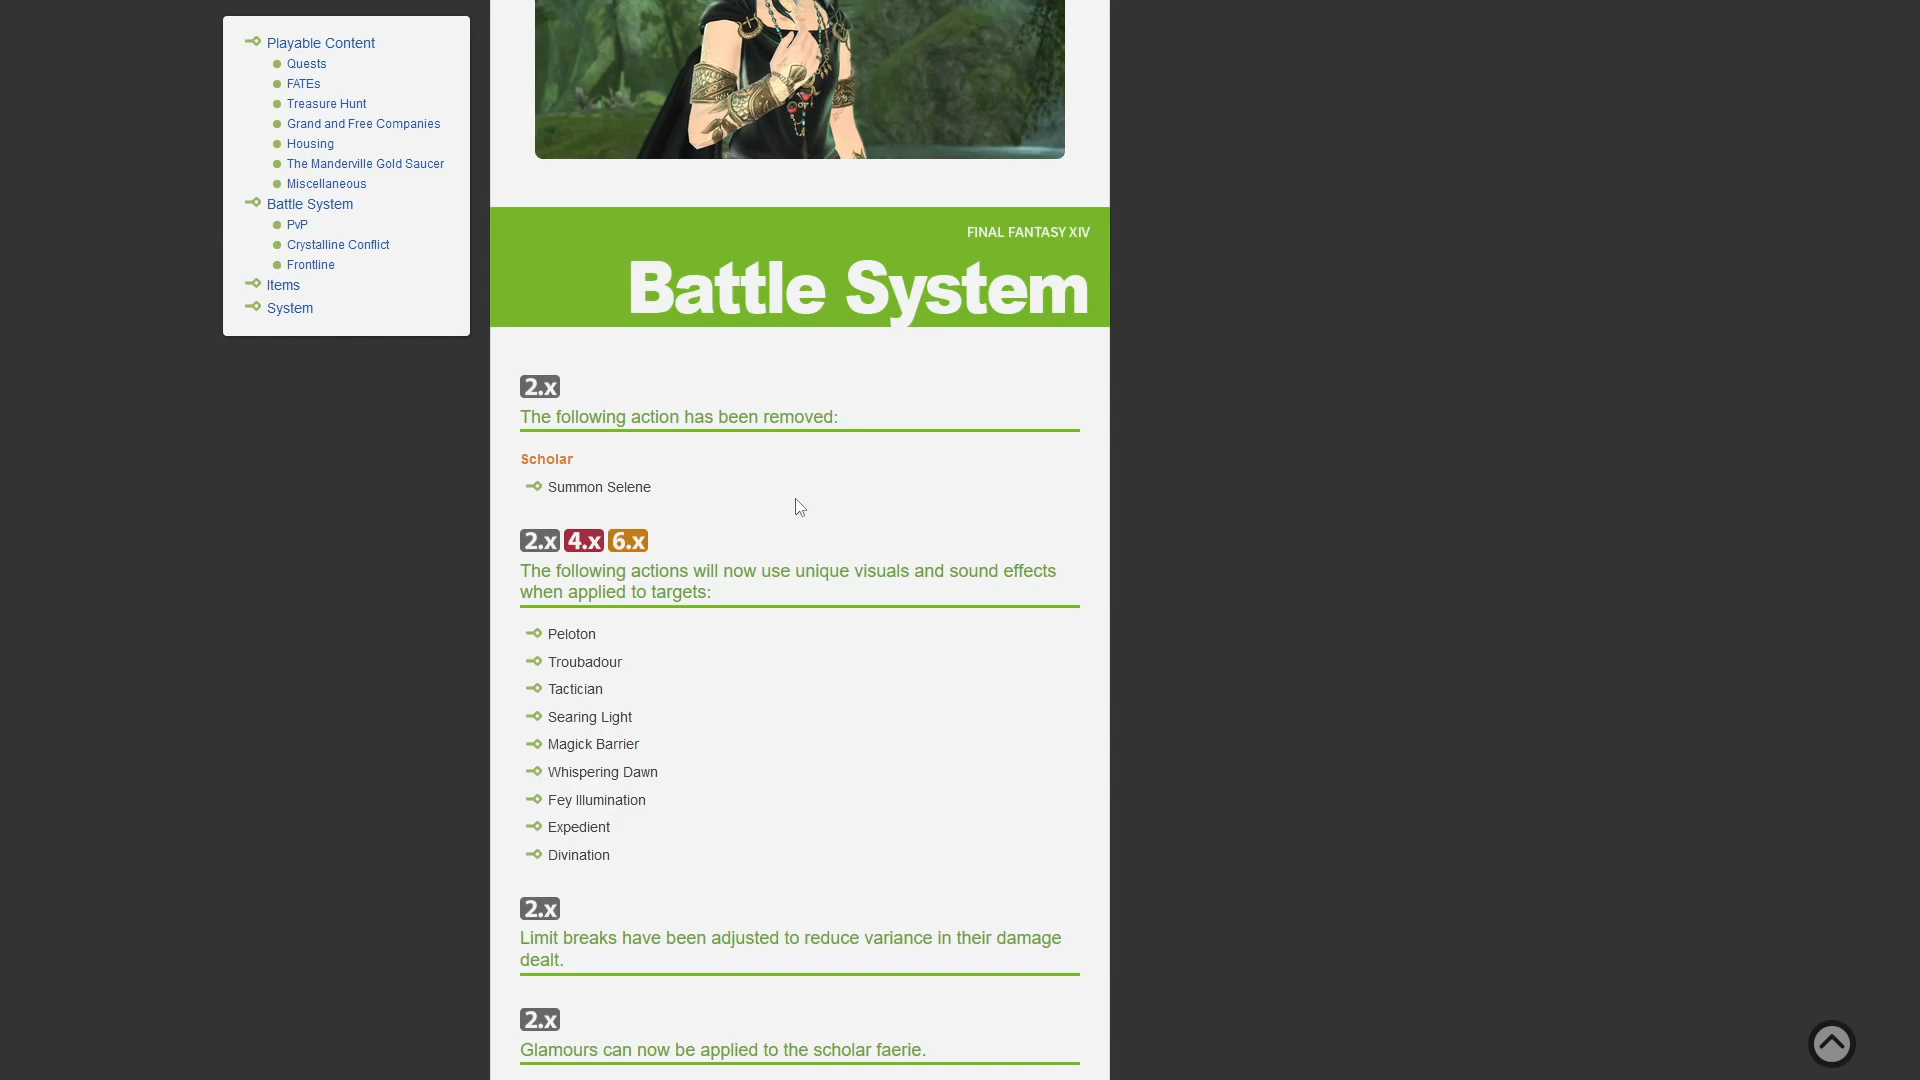 Playable Content
Quests
FATEs
Treasure Hunt
Grand and Free Companies
Housing
The Manderville Gold Saucer
Miscellaneous
Battle System
PvP
Crystalline Conflict
Frontline
Items
System
FINAL FANTASY XIV
Battle System
2.x
The following action has been removed:
Scholar
Summon Selene
2.x 4.x 6.x
The following actions will now use unique visuals and sound effects
when applied to targets:
Peloton
Troubadour
Tactician
Searing Light
Magick Barrier
Whispering Dawn
Fey Illumination
Expedient
Divination
2.x
Limit breaks have been adjusted to reduce variance in their damage
dealt.
2.x
Glamours can now be applied to the scholar faerie.